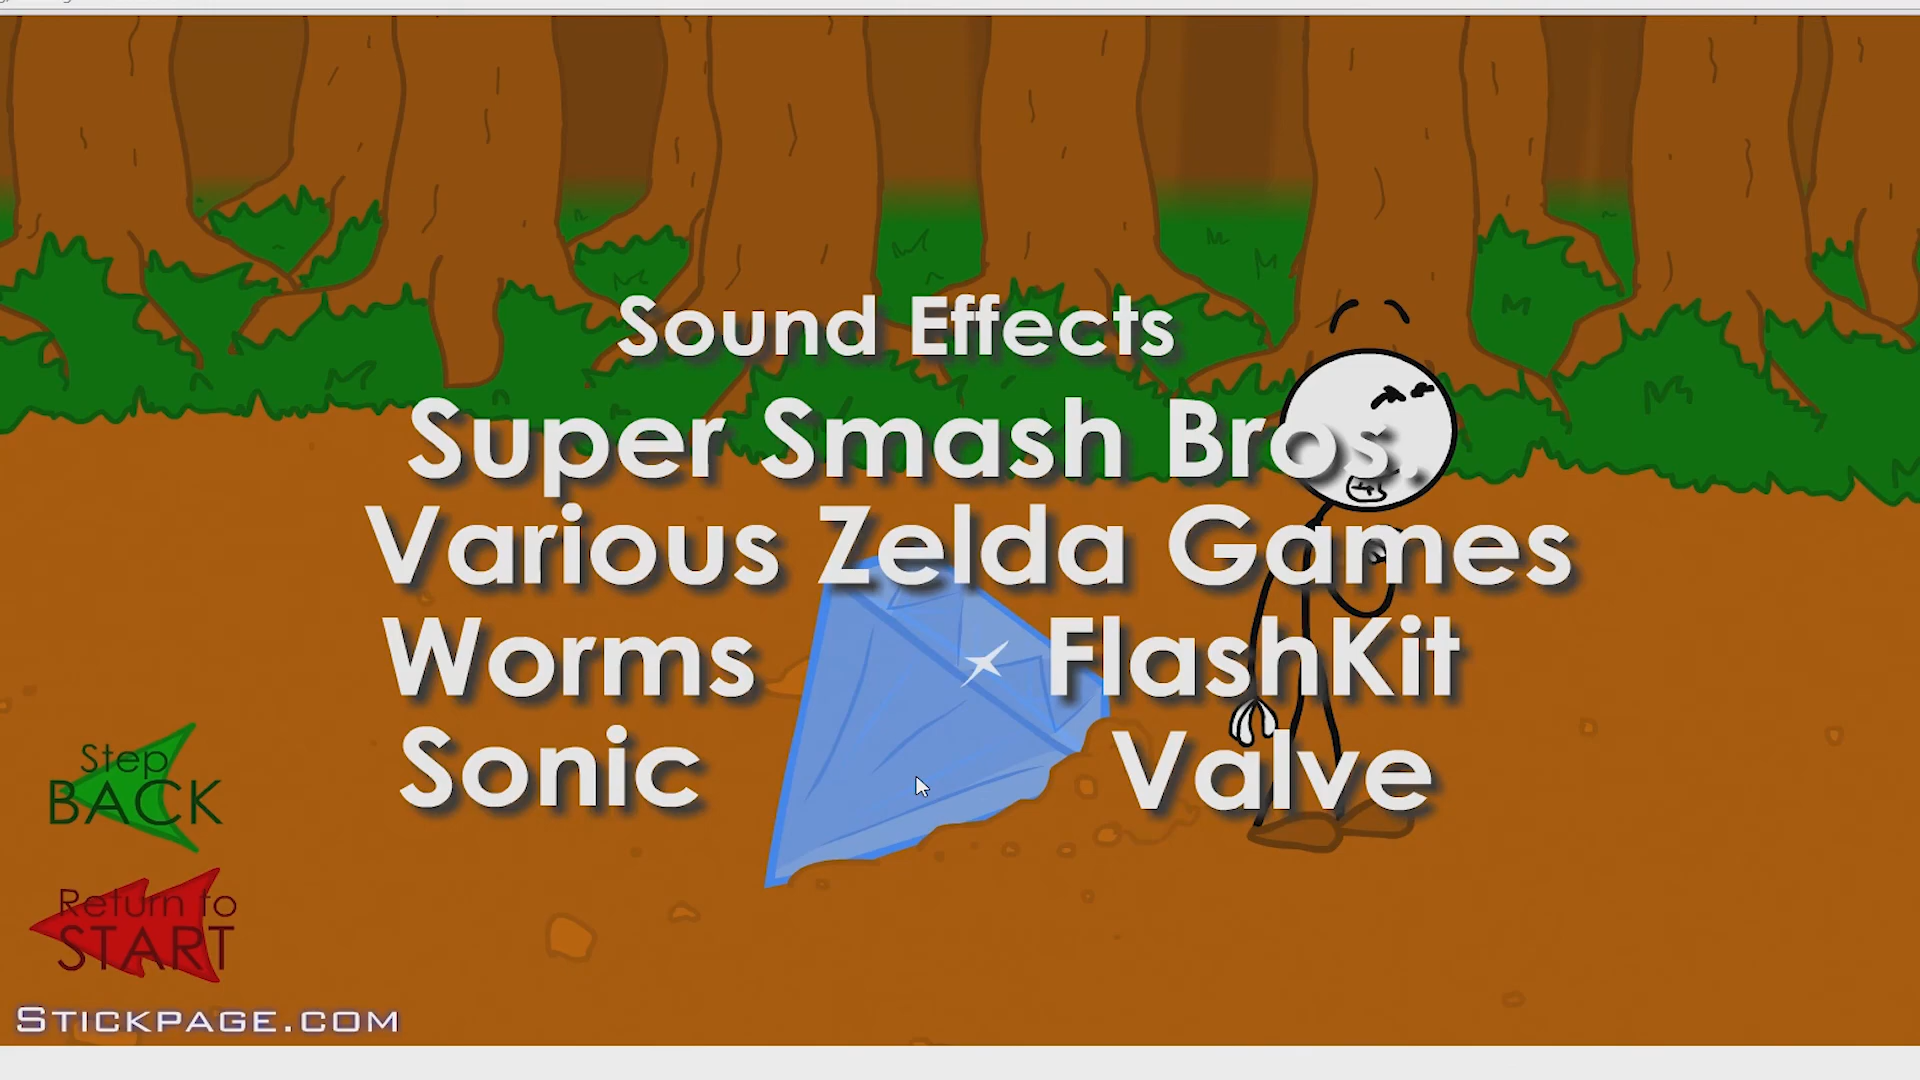 Sound Effects
Super Smash Bros.
Various Zelda Games
Worms FlashKit
Sonic Valve
Step
BACK
Return to
START
STICKPAGE.COM